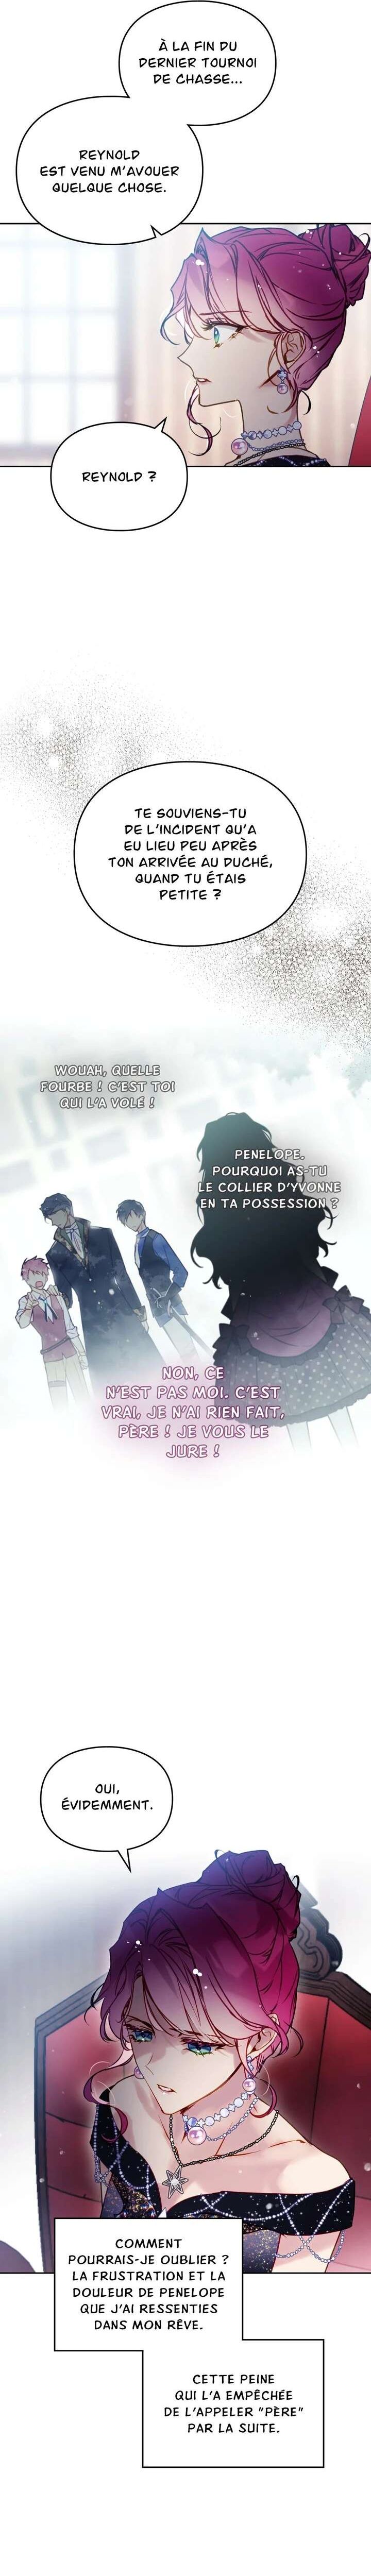 À LA FIN DU
DERNIER TOURNOI
DE CHASSE...
REYNOLD
EST VENU M'AVOUER
QUELQUE CHOSE.
REYNOLD ?
TE SOUVIENS-TU
DE L'INCIDENT QU'A
EU LIEU PEU APRÈS
TON ARRIVÉE AU DUCHÉ,
QUAND TU ÉTAIS
PETITE ?
WOUAH, QUELLE
FOURBE ! C'EST TOI
QUI L'A VOLÉ !
PENELOPE.
POURQUOI AS-TU
LE COLLIER D'YVONNE
EN TA POSSESSION ?
NON, CE
N'EST PAS MOI. C'EST
VRAI, JE N'AI RIEN FAIT,
PÈRE ! JE VOUS LE
JURE !
OUI,
ÉVIDEMMENT.
COMMENT
POURRAIS-JE OUBLIER ?
LA FRUSTRATION ET LA
DOULEUR DE PENELOPE
QUE J'AI RESSENTIES
DANS MON RÊVE.
CETTE PEINE
QUI L'A EMPÊCHÉE
DE L'APPELER "PÈRE"
PAR LA SUITE.